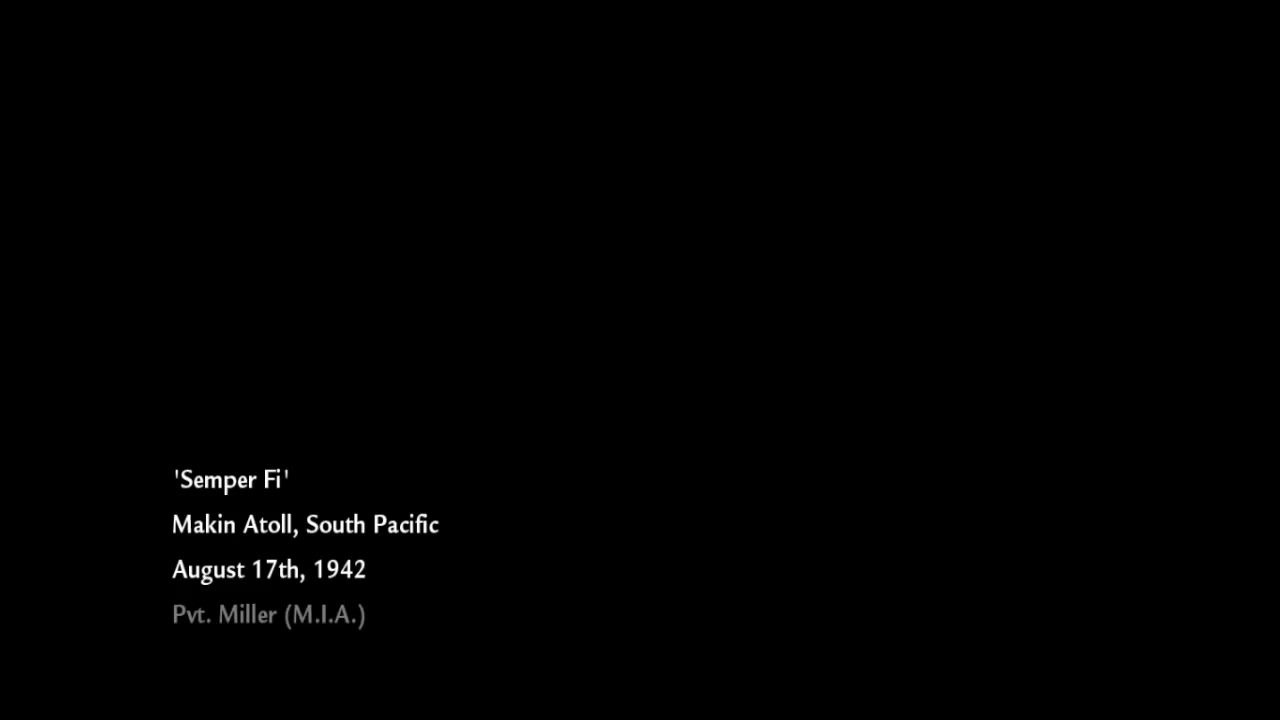 'Semper Fi'
Makin Atoll, South Pacific
August 17th, 1942
Pvt. Miller (M.I.A.)